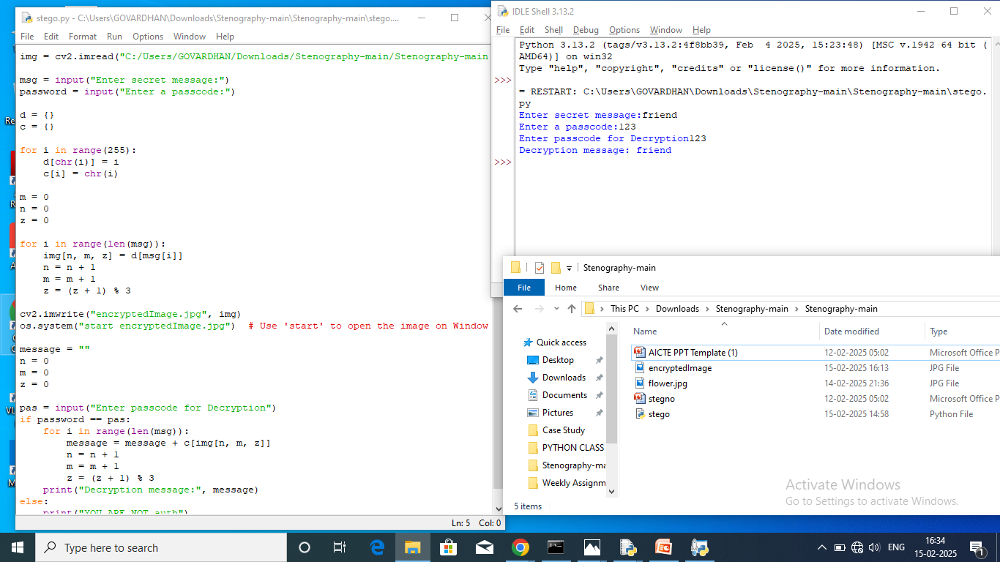 stego.py - C:\Users\GOVARDHAN\Downloads\Stenography-main\Stenography-main\stego....
File Edit Format Run Options Window Help
img = cv2.imread("C:/Users/GOVARDHAN/Downloads/Stenography-main/Stenography-main
msg = input("Enter secret message:")
password = input("Enter a passcode:")
d = {}
c = {}
for i in range(255):
    d[chr(i)] = i
    c[i] = chr(i)
m = 0
n = 0
z = 0
for i in range(len(msg)):
    img[n, m, z] = d[msg[i]]
    n = n + 1
    m = m + 1
    z = (z + 1) % 3
cv2.imwrite("encryptedImage.jpg", img)
os.system("start encryptedImage.jpg")  # Use 'start' to open the image on Window
message = ""
n = 0
m = 0
z = 0
pas = input("Enter passcode for Decryption")
if password == pas:
    for i in range(len(msg)):
        message = message + c[img[n, m, z]]
        n = n + 1
        m = m + 1
        z = (z + 1) % 3
    print("Decryption message:", message)
else:
    print("YOU ARE NOT auth")
Ln: 5 Col: 0
IDLE Shell 3.13.2
File Edit Shell Debug Options Window Help
Python 3.13.2 (tags/v3.13.2:4f8bb39, Feb  4 2025, 15:23:48) [MSC v.1942 64 bit (
AMD64)] on win32
Type "help", "copyright", "credits" or "license()" for more information.
>>>
= RESTART: C:\Users\GOVARDHAN\Downloads\Stenography-main\Stenography-main\stego.
py
Enter secret message:friend
Enter a passcode:123
Enter passcode for Decryption123
Decryption message: friend
>>>
Stenography-main
File Home Share View
This PC > Downloads > Stenography-main > Stenography-main
Name Date modified Type
Quick access
Desktop
Downloads
Documents
Pictures
Case Study
PYTHON CLASS
Stenography-ma
Weekly Assignm
AICTE PPT Template (1) 12-02-2025 05:02 Microsoft Office P
encryptedImage 15-02-2025 16:13 JPG File
flower.jpg 14-02-2025 21:36 JPG File
stegno 12-02-2025 05:02 Microsoft Office P
stego 15-02-2025 14:58 Python File
5 items
Activate Windows
Go to Settings to activate Windows.
Type here to search
ENG
16:34
15-02-2025
1